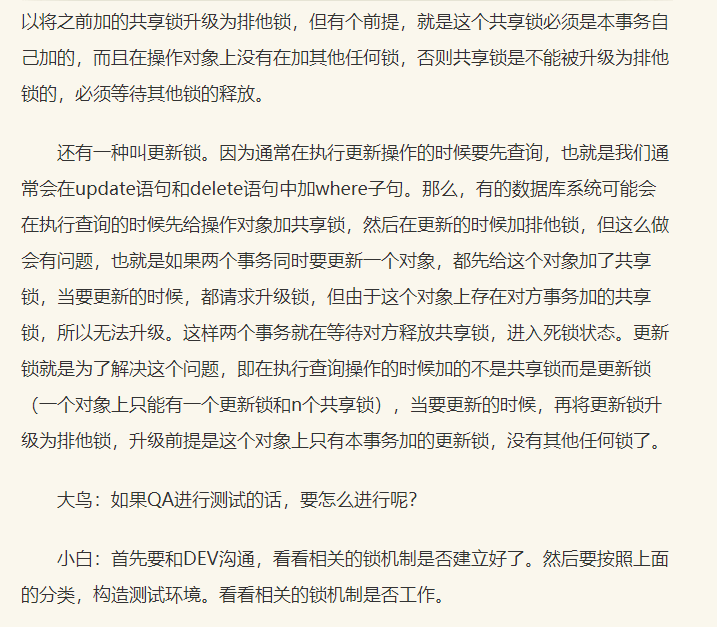 以将之前加的共享锁升级为排他锁，但有个前提，就是这个共享锁必须是本事务自
己加的，而且在操作对象上没有在加其他任何锁，否则共享锁是不能被升级为排他
锁的，必须等待其他锁的释放。
还有一种叫更新锁。因为通常在执行更新操作的时候要先查询，也就是我们通
常会在update语句和delete语句中加where子句。那么，有的数据库系统可能会
在执行查询的时候先给操作对象加共享锁，然后在更新的时候加排他锁，但这么做
会有问题，也就是如果两个事务同时要更新一个对象，都先给这个对象加了共享
锁，当要更新的时候，都请求升级锁，但由于这个对象上存在对方事务加的共享
锁，所以无法升级。这样两个事务就在等待对方释放共享锁，进入死锁状态。更新
锁就是为了解决这个问题，即在执行查询操作的时候加的不是共享锁而是更新锁
（一个对象上只能有一个更新锁和n个共享锁），当要更新的时候，再将更新锁升
级为排他锁，升级前提是这个对象上只有本事务加的更新锁，没有其他任何锁了。
大鸟：如果QA进行测试的话，要怎么进行呢？
小白：首先要和DEV沟通，看看相关的锁机制是否建立好了。然后要按照上面
的分类，构造测试环境。看看相关的锁机制是否工作。